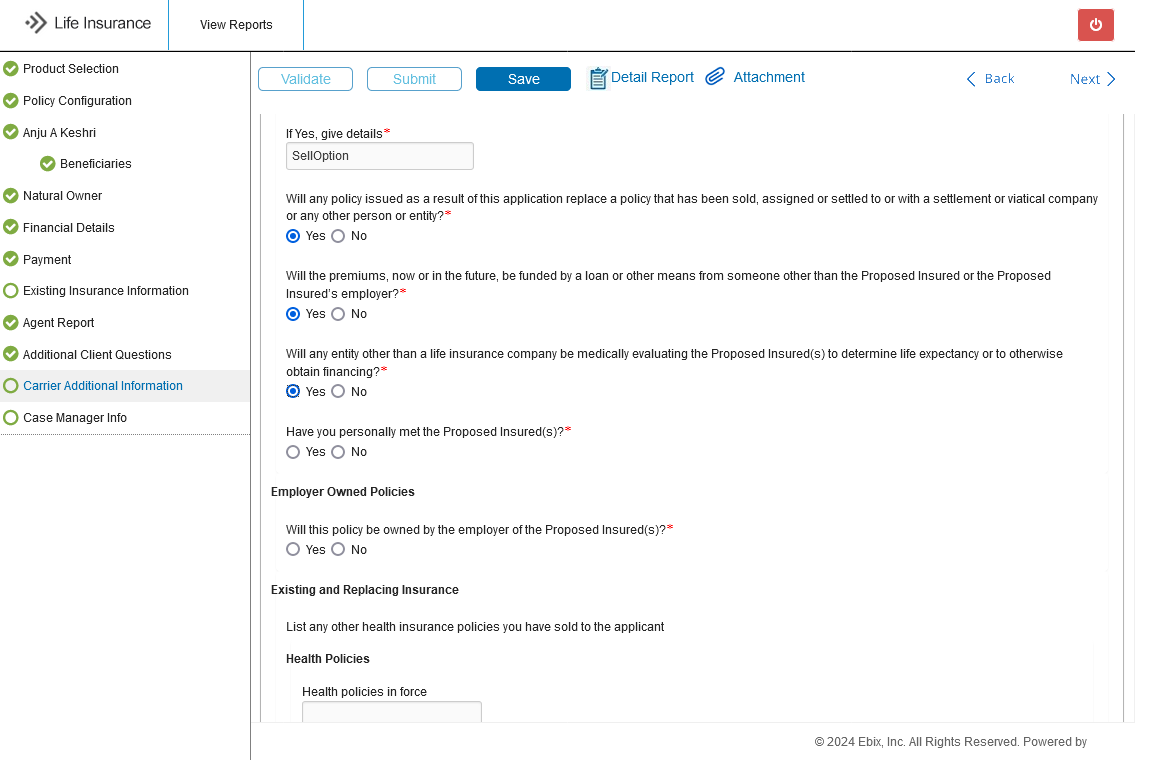 Life Insurance
View Reports
Product Selection
Policy Configuration
Anju A Keshri
Beneficiaries
Natural Owner
Financial Details
Payment
Existing Insurance Information
Agent Report
Additional Client Questions
Carrier Additional Information
Case Manager Info
Validate
Submit
Save
Detail Report
Attachment
Back
Next
If Yes, give details*
SellOption
Will any policy issued as a result of this application replace a policy that has been sold, assigned or settled to or with a settlement or viatical company
or any other person or entity?*
Yes No
Will the premiums, now or in the future, be funded by a loan or other means from someone other than the Proposed Insured or the Proposed
Insured's employer?*
Yes No
Will any entity other than a life insurance company be medically evaluating the Proposed Insured(s) to determine life expectancy or to otherwise
obtain financing?*
Yes No
Have you personally met the Proposed Insured(s)?*
Yes No
Employer Owned Policies
Will this policy be owned by the employer of the Proposed Insured(s)?*
Yes No
Existing and Replacing Insurance
List any other health insurance policies you have sold to the applicant
Health Policies
Health policies in force
© 2024 Ebix, Inc. All Rights Reserved. Powered by